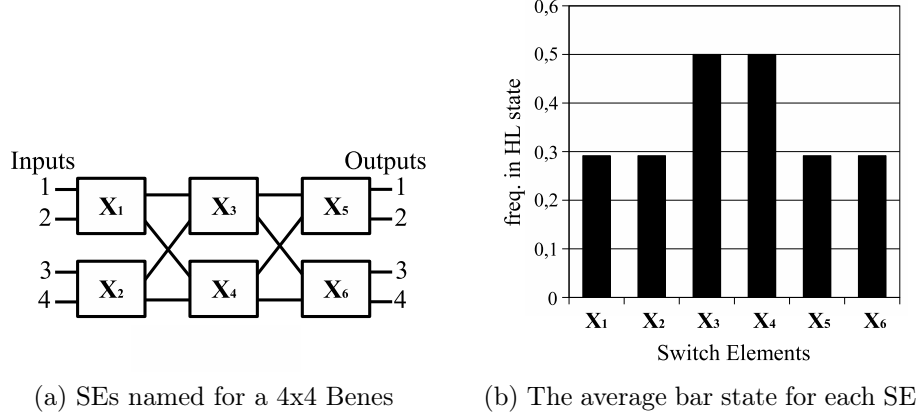 Inputs
Outputs
1
2
3
4
X1
X2
X3
X4
X5
X6
1
2
3
4
(a) SEs named for a 4x4 Benes
freq. in HL state
0,6
0,5
0,4
0,3
0,2
0,1
0
X1 X2 X3 X4 X5 X6
Switch Elements
(b) The average bar state for each SE